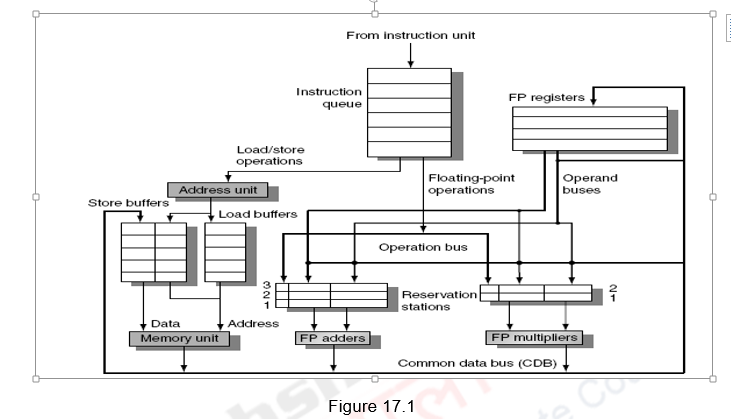 From instruction unit
Instruction
queue
FP registers
Load/store
operations
Address unit
Floating-point
operations
Operand
buses
Store buffers
Load buffers
Operation bus
3
2
1
Reservation
stations
2
1
Data
Address
Memory unit
FP adders
FP multipliers
Common data bus (CDB)
Figure 17.1